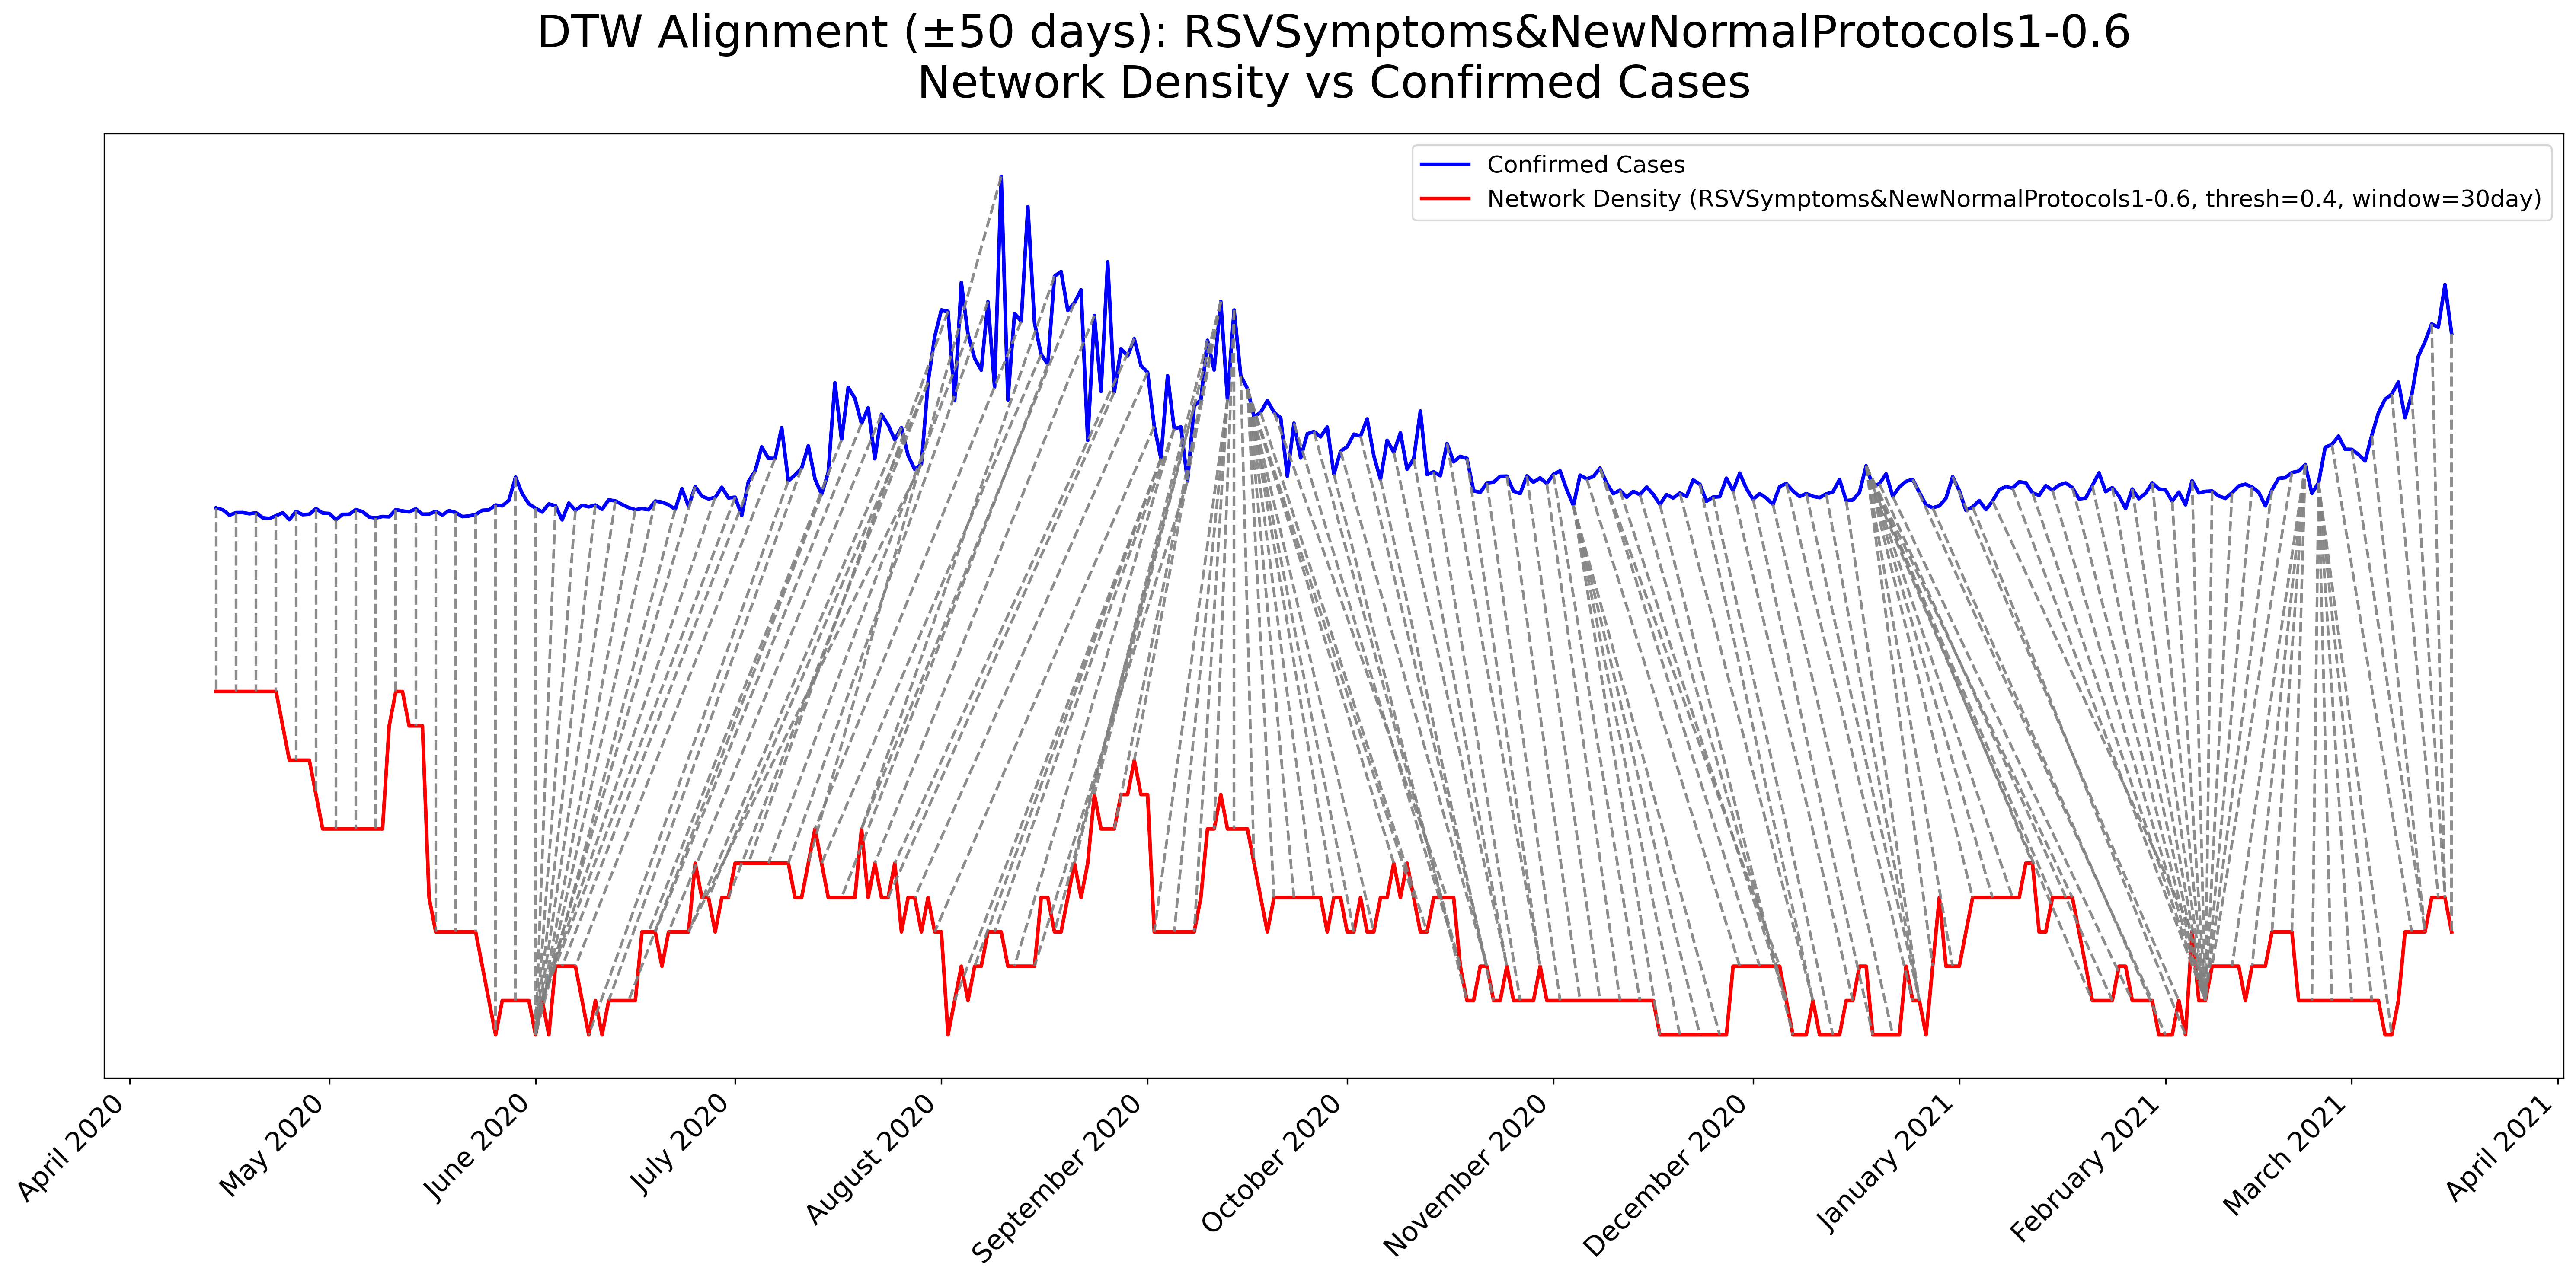 DTW Alignment (±50 days): RSVSymptoms&NewNormalProtocols1-0.6
Network Density vs Confirmed Cases
Confirmed Cases
Network Density (RSVSymptoms&NewNormalProtocols1-0.6, thresh=0.4, window=30day)
April 2020
May 2020
June 2020
July 2020
August 2020
September 2020
October 2020
November 2020
December 2020
January 2021
February 2021
March 2021
April 2021